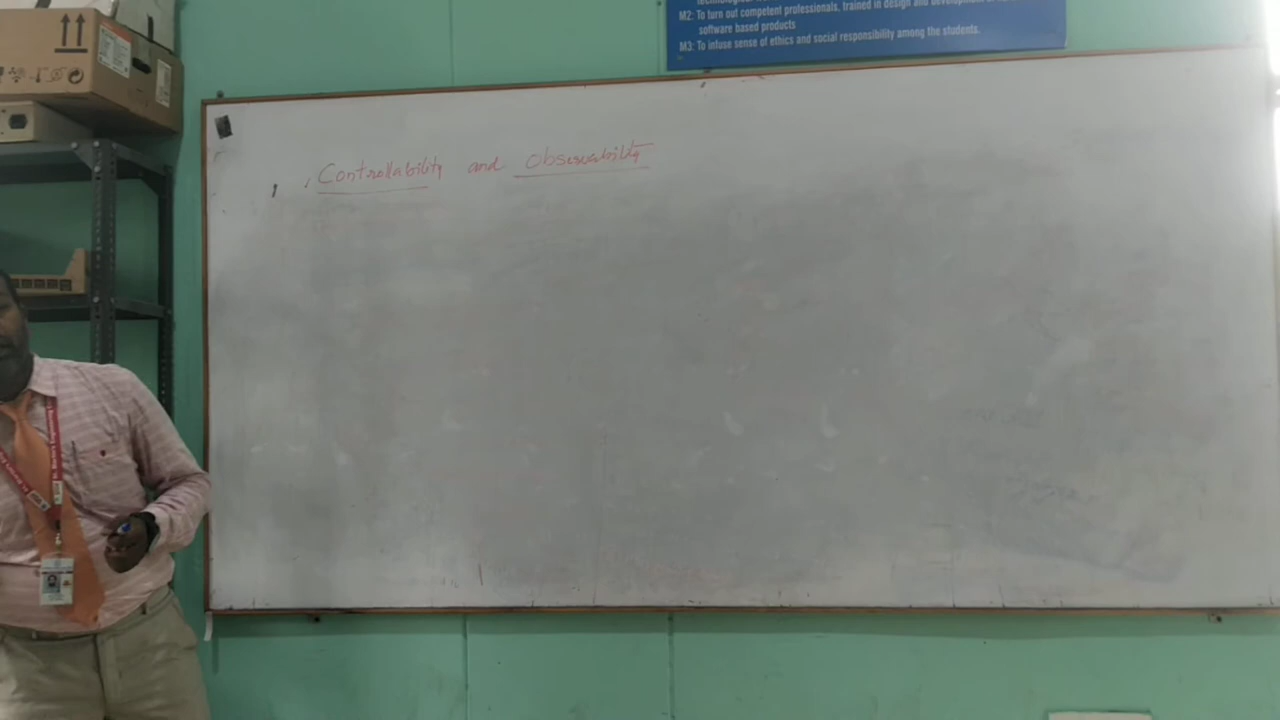 M2: To turn out competent professionals, trained in design and development of
software based products
M3: To infuse sense of ethics and social responsibility among the students.
Controllability and Observability